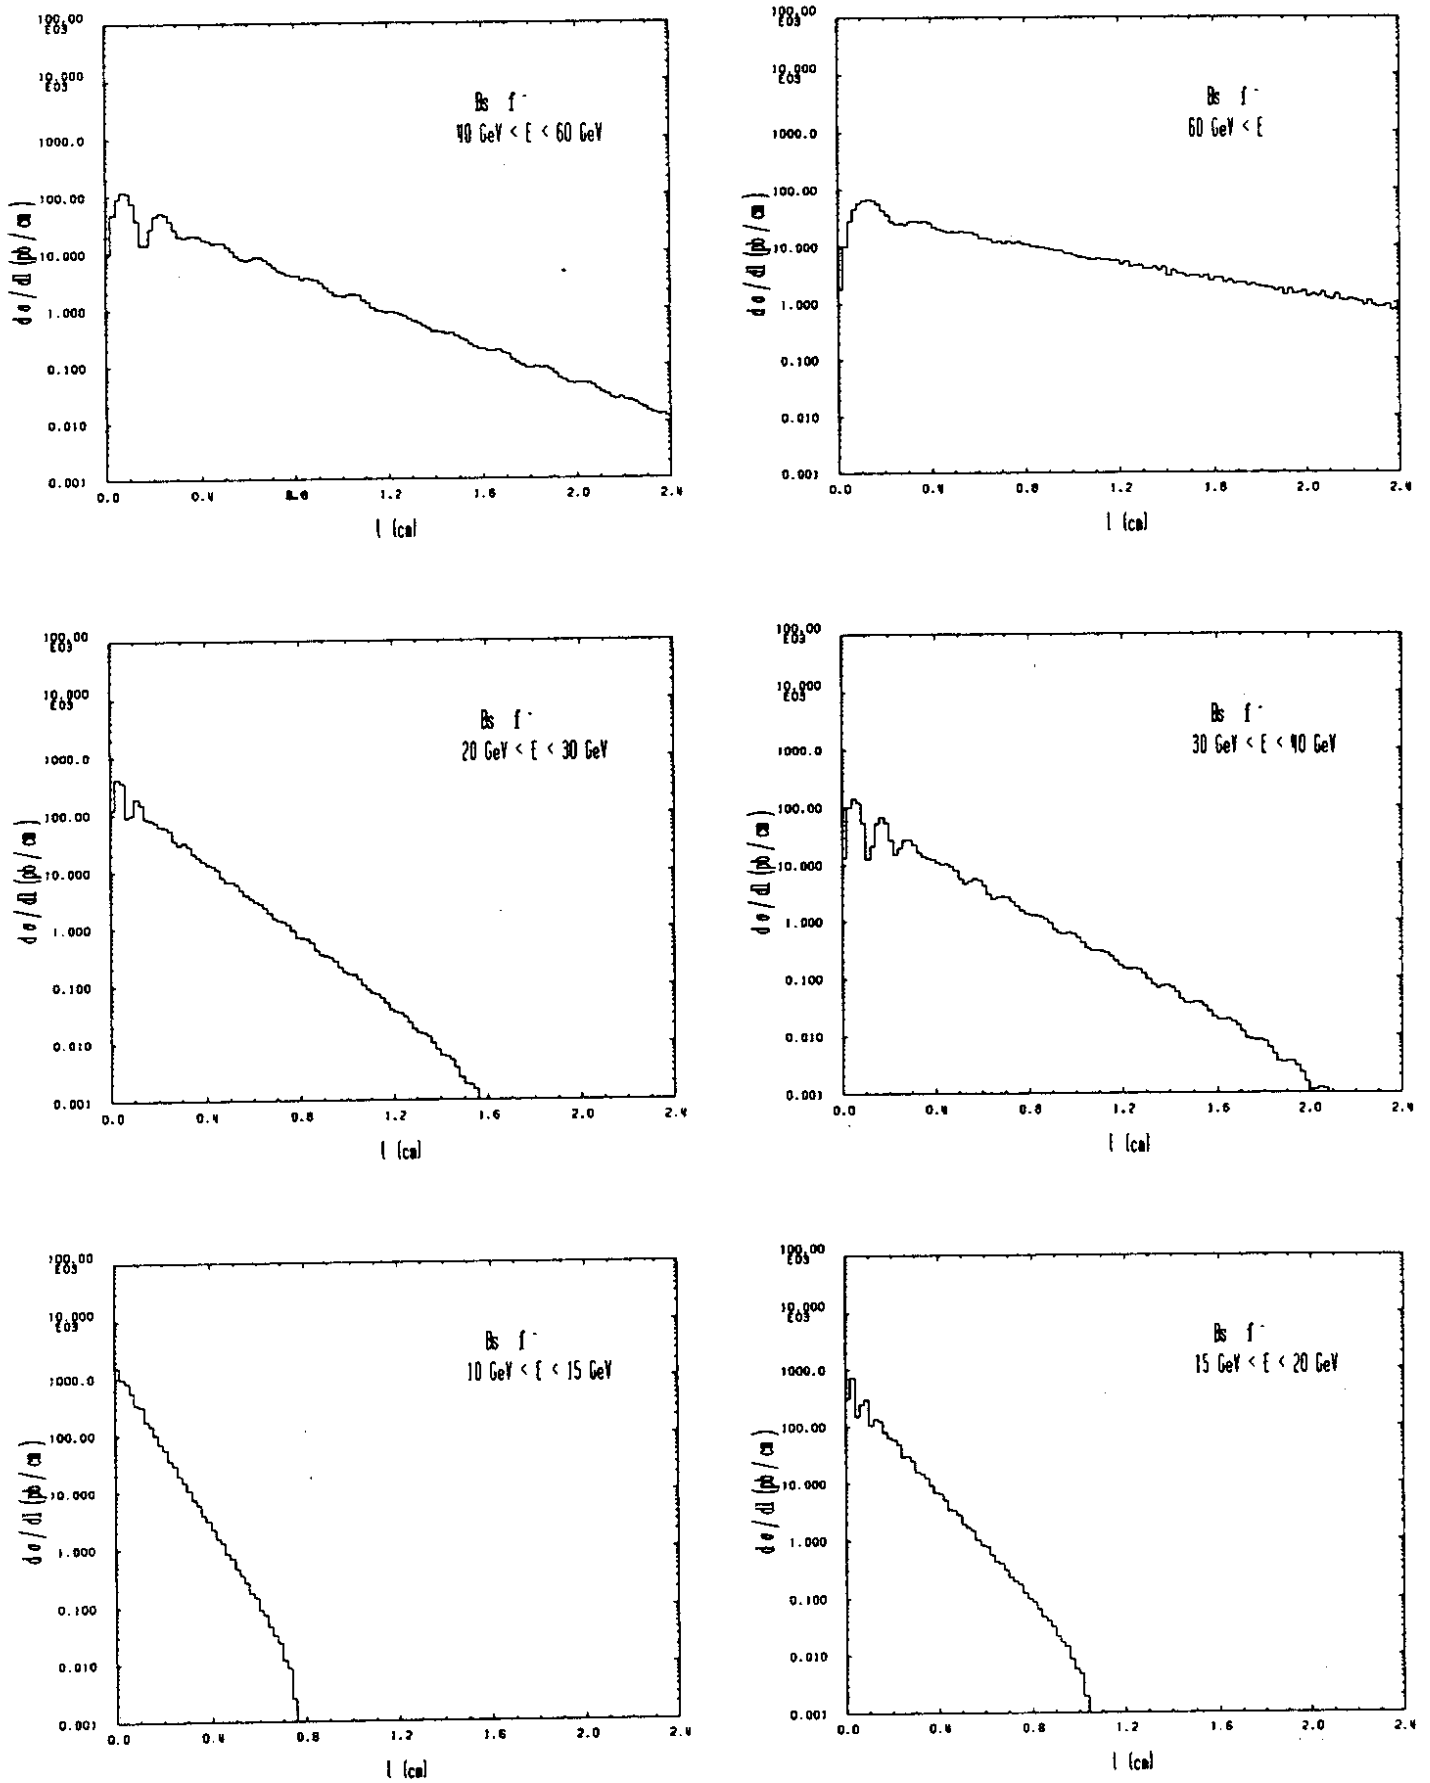 100.00
E03
10.000
E03
1000.0
100.00
10.000
1.000
0.100
0.010
0.001
Bs f -
40 GeV < E < 60 GeV
dσ/dl (pb/cm)
0.0 0.4 0.8 1.2 1.6 2.0 2.4
l (cm)
100.00
E03
10.000
E03
1000.0
100.00
10.000
1.000
0.100
0.010
0.001
Bs f -
60 GeV < E
dσ/dl (pb/cm)
0.0 0.4 0.8 1.2 1.6 2.0 2.4
l (cm)
100.00
E03
10.000
E03
1000.0
100.00
10.000
1.000
0.100
0.010
0.001
Bs f -
20 GeV < E < 30 GeV
dσ/dl (pb/cm)
0.0 0.4 0.8 1.2 1.6 2.0 2.4
l (cm)
100.00
E03
10.000
E03
1000.0
100.00
10.000
1.000
0.100
0.010
0.001
Bs f -
30 GeV < E < 40 GeV
dσ/dl (pb/cm)
0.0 0.4 0.8 1.2 1.6 2.0 2.4
l (cm)
100.00
E03
10.000
E03
1000.0
100.00
10.000
1.000
0.100
0.010
0.001
Bs f -
10 GeV < E < 15 GeV
dσ/dl (pb/cm)
0.0 0.4 0.8 1.2 1.6 2.0 2.4
l (cm)
100.00
E03
10.000
E03
1000.0
100.00
10.000
1.000
0.100
0.010
0.001
Bs f -
15 GeV < E < 20 GeV
dσ/dl (pb/cm)
0.0 0.4 0.8 1.2 1.6 2.0 2.4
l (cm)